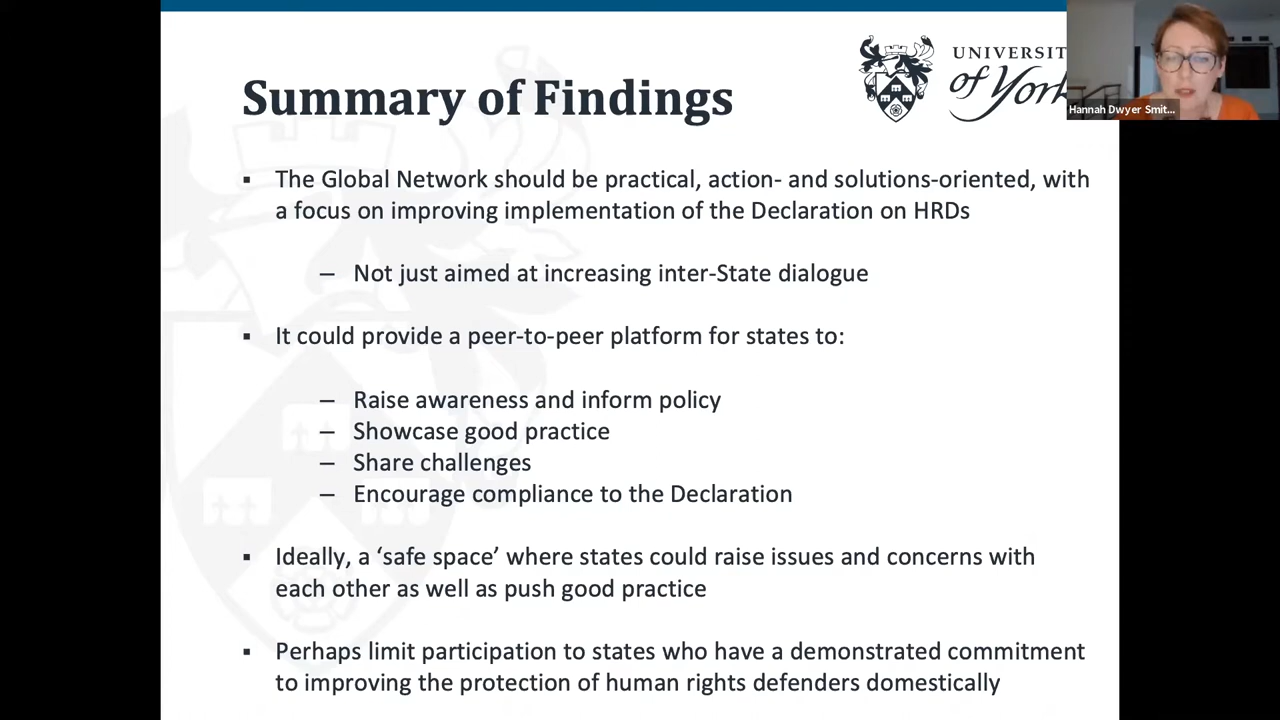 Summary of Findings
UNIVERSIT
of York
Hannah Dwyer Smit...
▪ The Global Network should be practical, action- and solutions-oriented, with
a focus on improving implementation of the Declaration on HRDs
– Not just aimed at increasing inter-State dialogue
▪ It could provide a peer-to-peer platform for states to:
– Raise awareness and inform policy
– Showcase good practice
– Share challenges
– Encourage compliance to the Declaration
▪ Ideally, a ‘safe space’ where states could raise issues and concerns with
each other as well as push good practice
▪ Perhaps limit participation to states who have a demonstrated commitment
to improving the protection of human rights defenders domestically